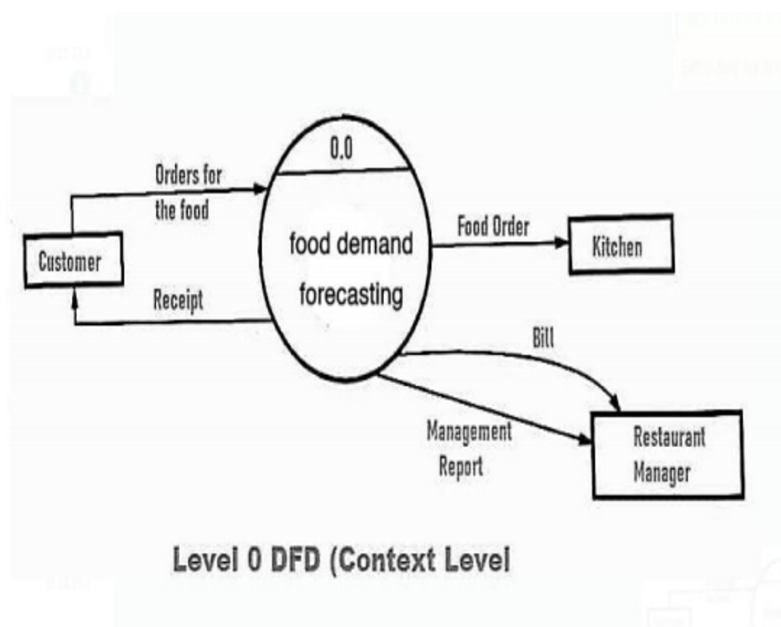 0.0
Orders for
the food
food demand
forecasting
Food Order
Customer
Kitchen
Receipt
Bill
Management
Report
Restaurant
Manager
Level 0 DFD (Context Level